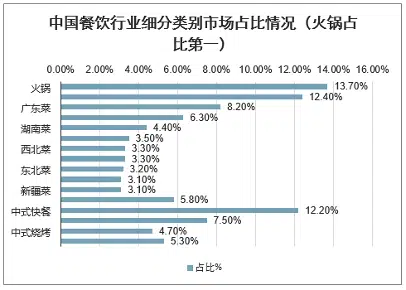 中国餐饮行业细分类别市场占比情况（火锅占
比第一）
0.00% 2.00% 4.00% 6.00% 8.00% 10.00% 12.00% 14.00% 16.00%
火锅 13.70%
12.40%
广东菜 8.20%
6.30%
湖南菜 4.40%
3.50%
西北菜 3.30%
3.30%
东北菜 3.20%
3.10%
新疆菜 3.10%
5.80%
中式快餐 12.20%
7.50%
中式烧烤 4.70%
5.30%
占比%